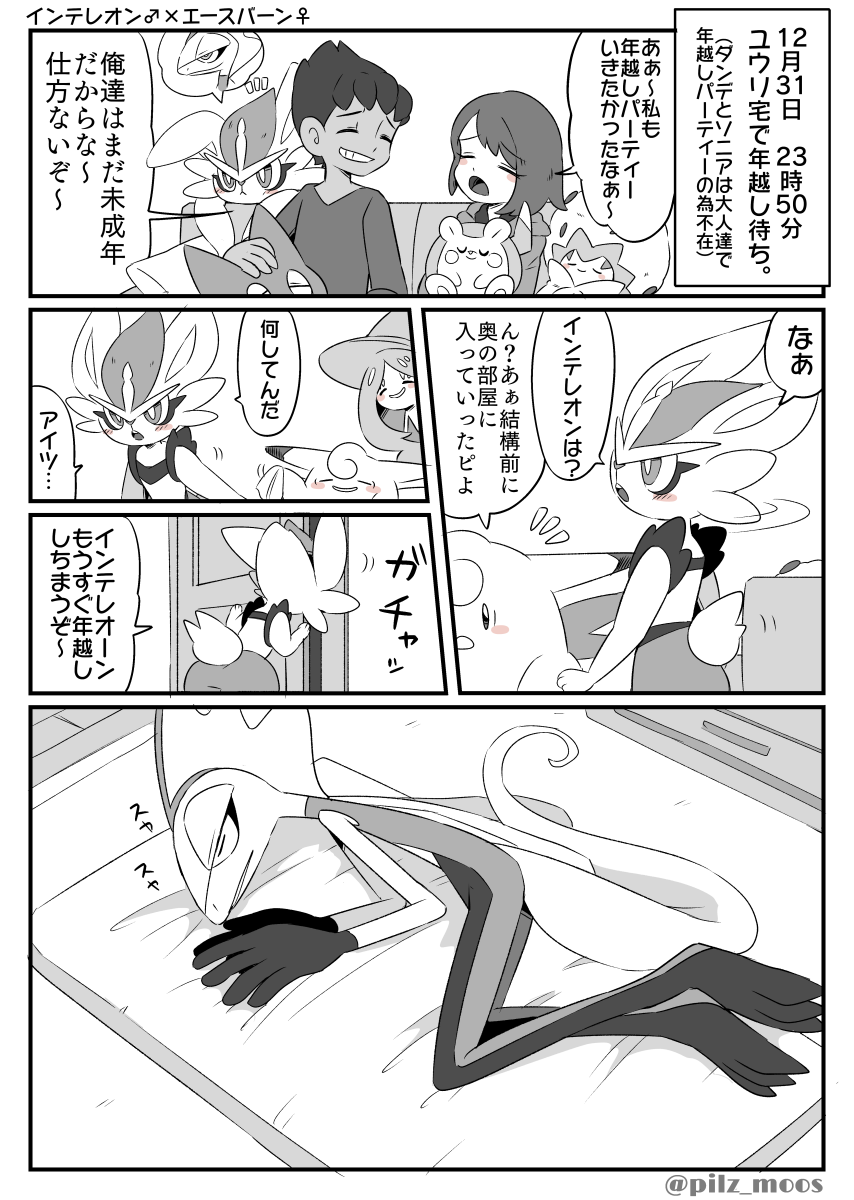 インテレオン♂×エースバーン♀
12月31日 23時50分
ユウリ宅で年越し待ち。
(ダンデとソニアは大人達で
年越しパーティーの為不在)
ああ〜私も
年越しパーティー
いきたかったなぁ〜
俺達はまだ未成年
だからな〜
仕方ないぞ〜
なぁ
インテレオンは?
ん?あぁ結構前に
奥の部屋に
入っていったピよ
何してんだ
アイツ…
ガチャッ
インテレオーン
もうすぐ年越し
しちまうぞ〜
スヤ
スヤ
@pilz_moos